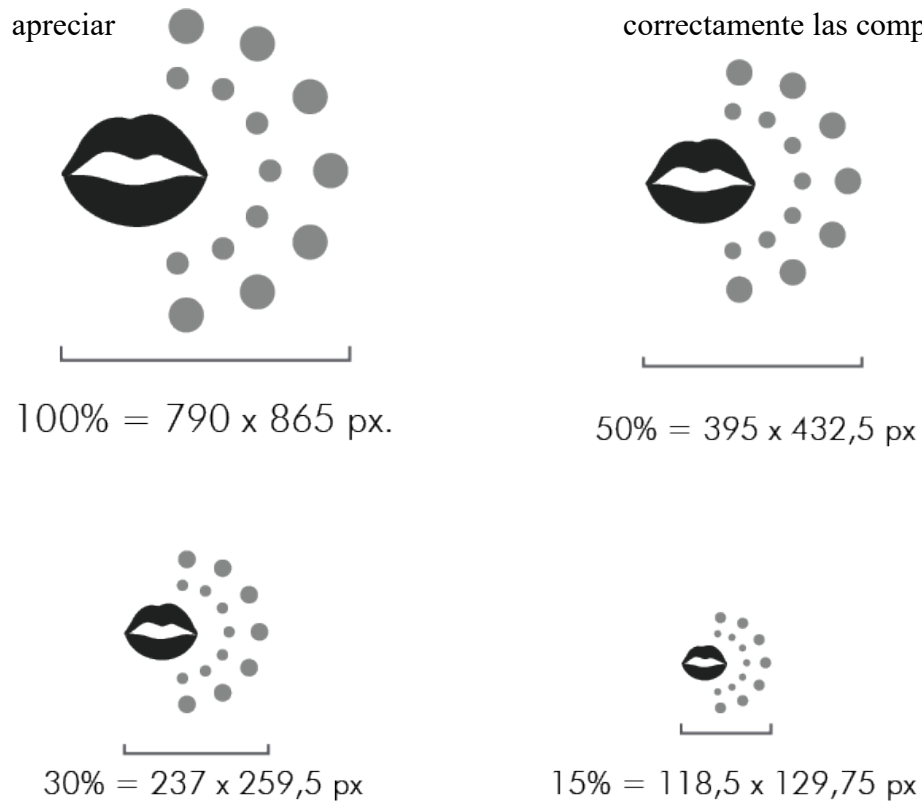 apreciar correctamente las comp
100% = 790 x 865 px.
50% = 395 x 432,5 px
30% = 237 x 259,5 px
15% = 118,5 x 129,75 px